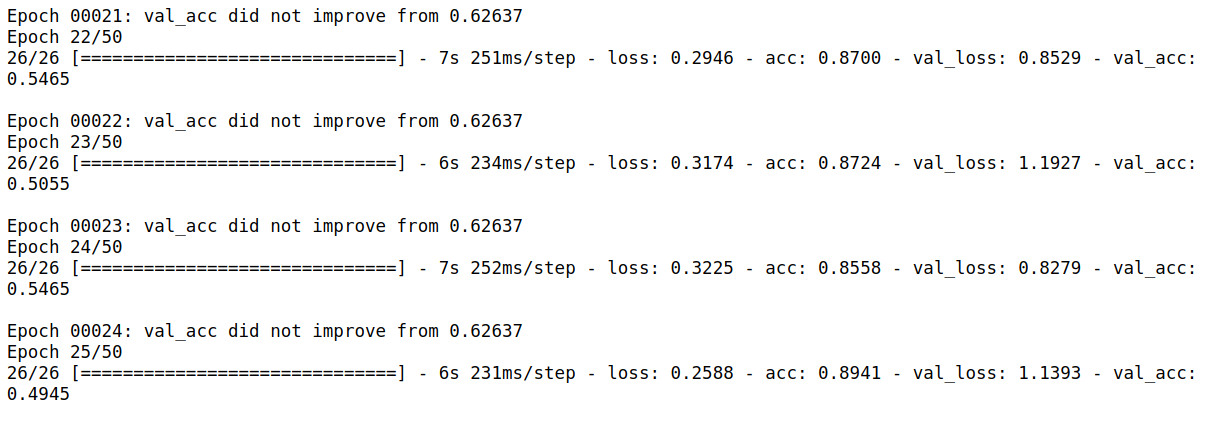 Epoch 00021: val_acc did not improve from 0.62637
Epoch 22/50
26/26 [==============================] - 7s 251ms/step - loss: 0.2946 - acc: 0.8700 - val_loss: 0.8529 - val_acc:
0.5465
Epoch 00022: val_acc did not improve from 0.62637
Epoch 23/50
26/26 [==============================] - 6s 234ms/step - loss: 0.3174 - acc: 0.8724 - val_loss: 1.1927 - val_acc:
0.5055
Epoch 00023: val_acc did not improve from 0.62637
Epoch 24/50
26/26 [==============================] - 7s 252ms/step - loss: 0.3225 - acc: 0.8558 - val_loss: 0.8279 - val_acc:
0.5465
Epoch 00024: val_acc did not improve from 0.62637
Epoch 25/50
26/26 [==============================] - 6s 231ms/step - loss: 0.2588 - acc: 0.8941 - val_loss: 1.1393 - val_acc:
0.4945